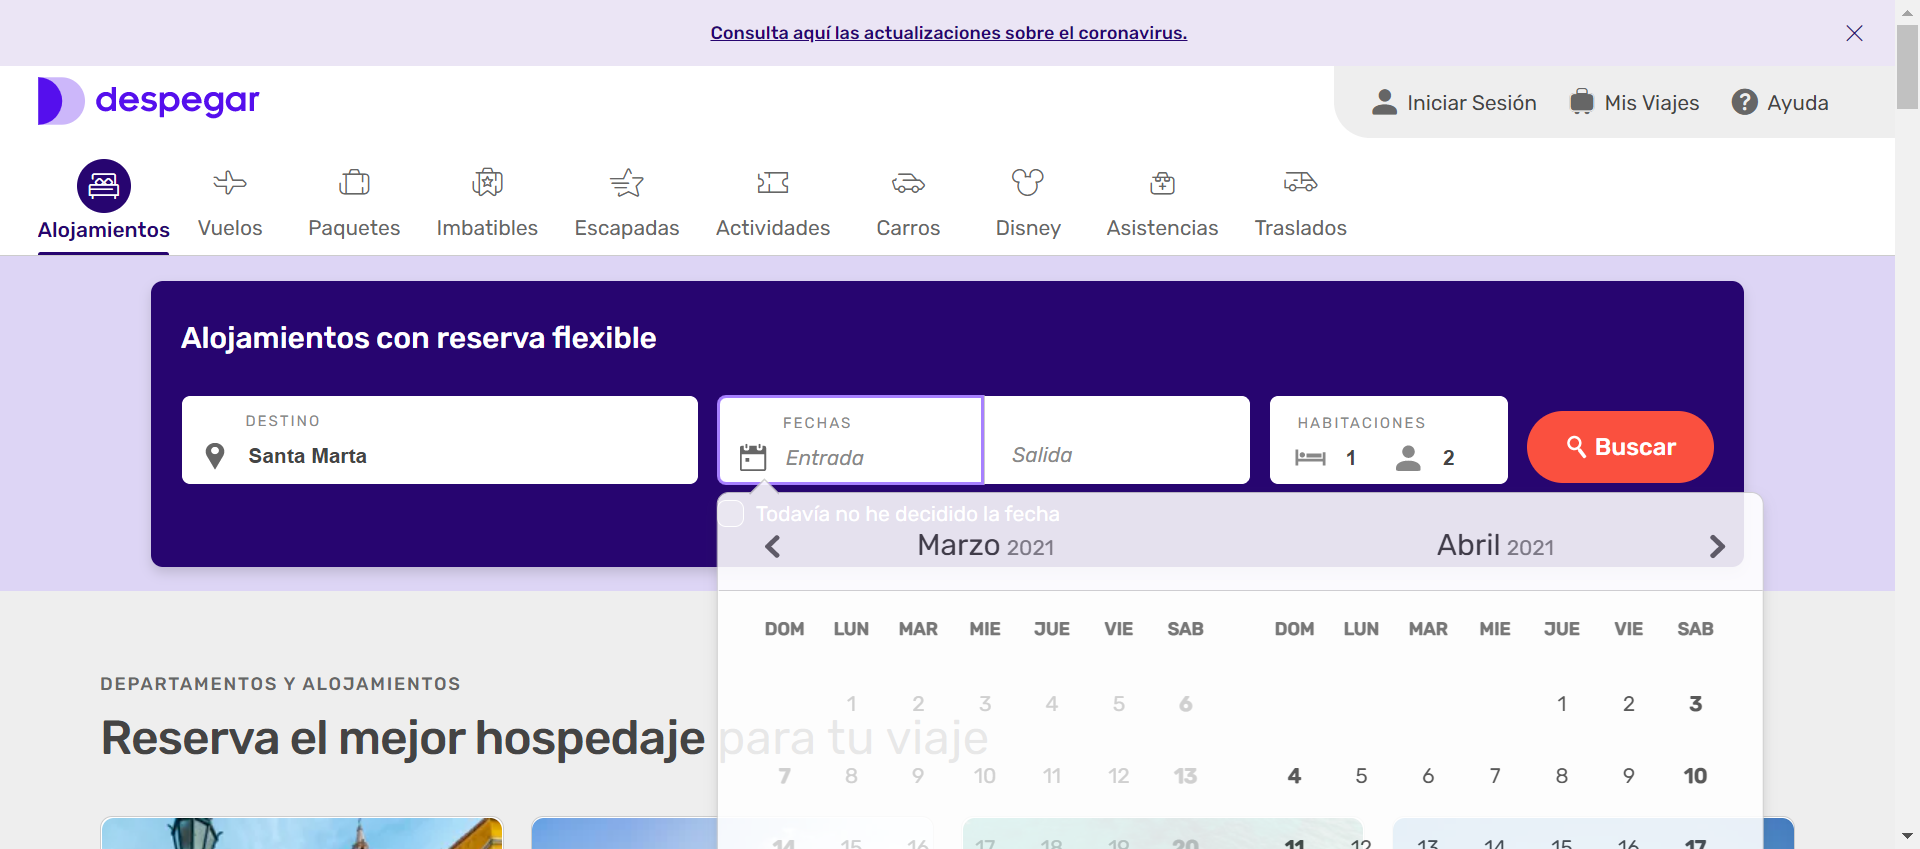 Consulta aquí las actualizaciones sobre el coronavirus.
despegar
Iniciar Sesión
Mis Viajes
Ayuda
Alojamientos
Vuelos
Paquetes
Imbatibles
Escapadas
Actividades
Carros
Disney
Asistencias
Traslados
Alojamientos con reserva flexible
DESTINO
Santa Marta
FECHAS
Entrada
Salida
HABITACIONES
1
2
Buscar
Todavía no he decidido la fecha
Marzo 2021
Abril 2021
DOM LUN MAR MIE JUE VIE SAB
DOM LUN MAR MIE JUE VIE SAB
1 2 3 4 5 6
1 2 3
7 8 9 10 11 12 13
4 5 6 7 8 9 10
14 15 16 17 18 19 20
11 12 13 14 15 16 17
DEPARTAMENTOS Y ALOJAMIENTOS
Reserva el mejor hospedaje para tu viaje